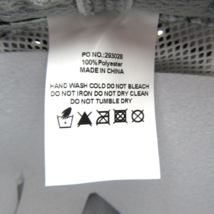 PO NO.:293028
100%Polyester
MADE IN CHINA
HAND WASH COLD DO NOT BLEACH
DO NOT IRON DO NOT DRY CLEAN
DO NOT TUMBLE DRY